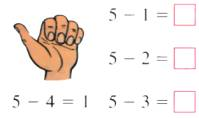 5 - 1 = □
5 - 2 = □
5 - 4 = 1 5 - 3 = □